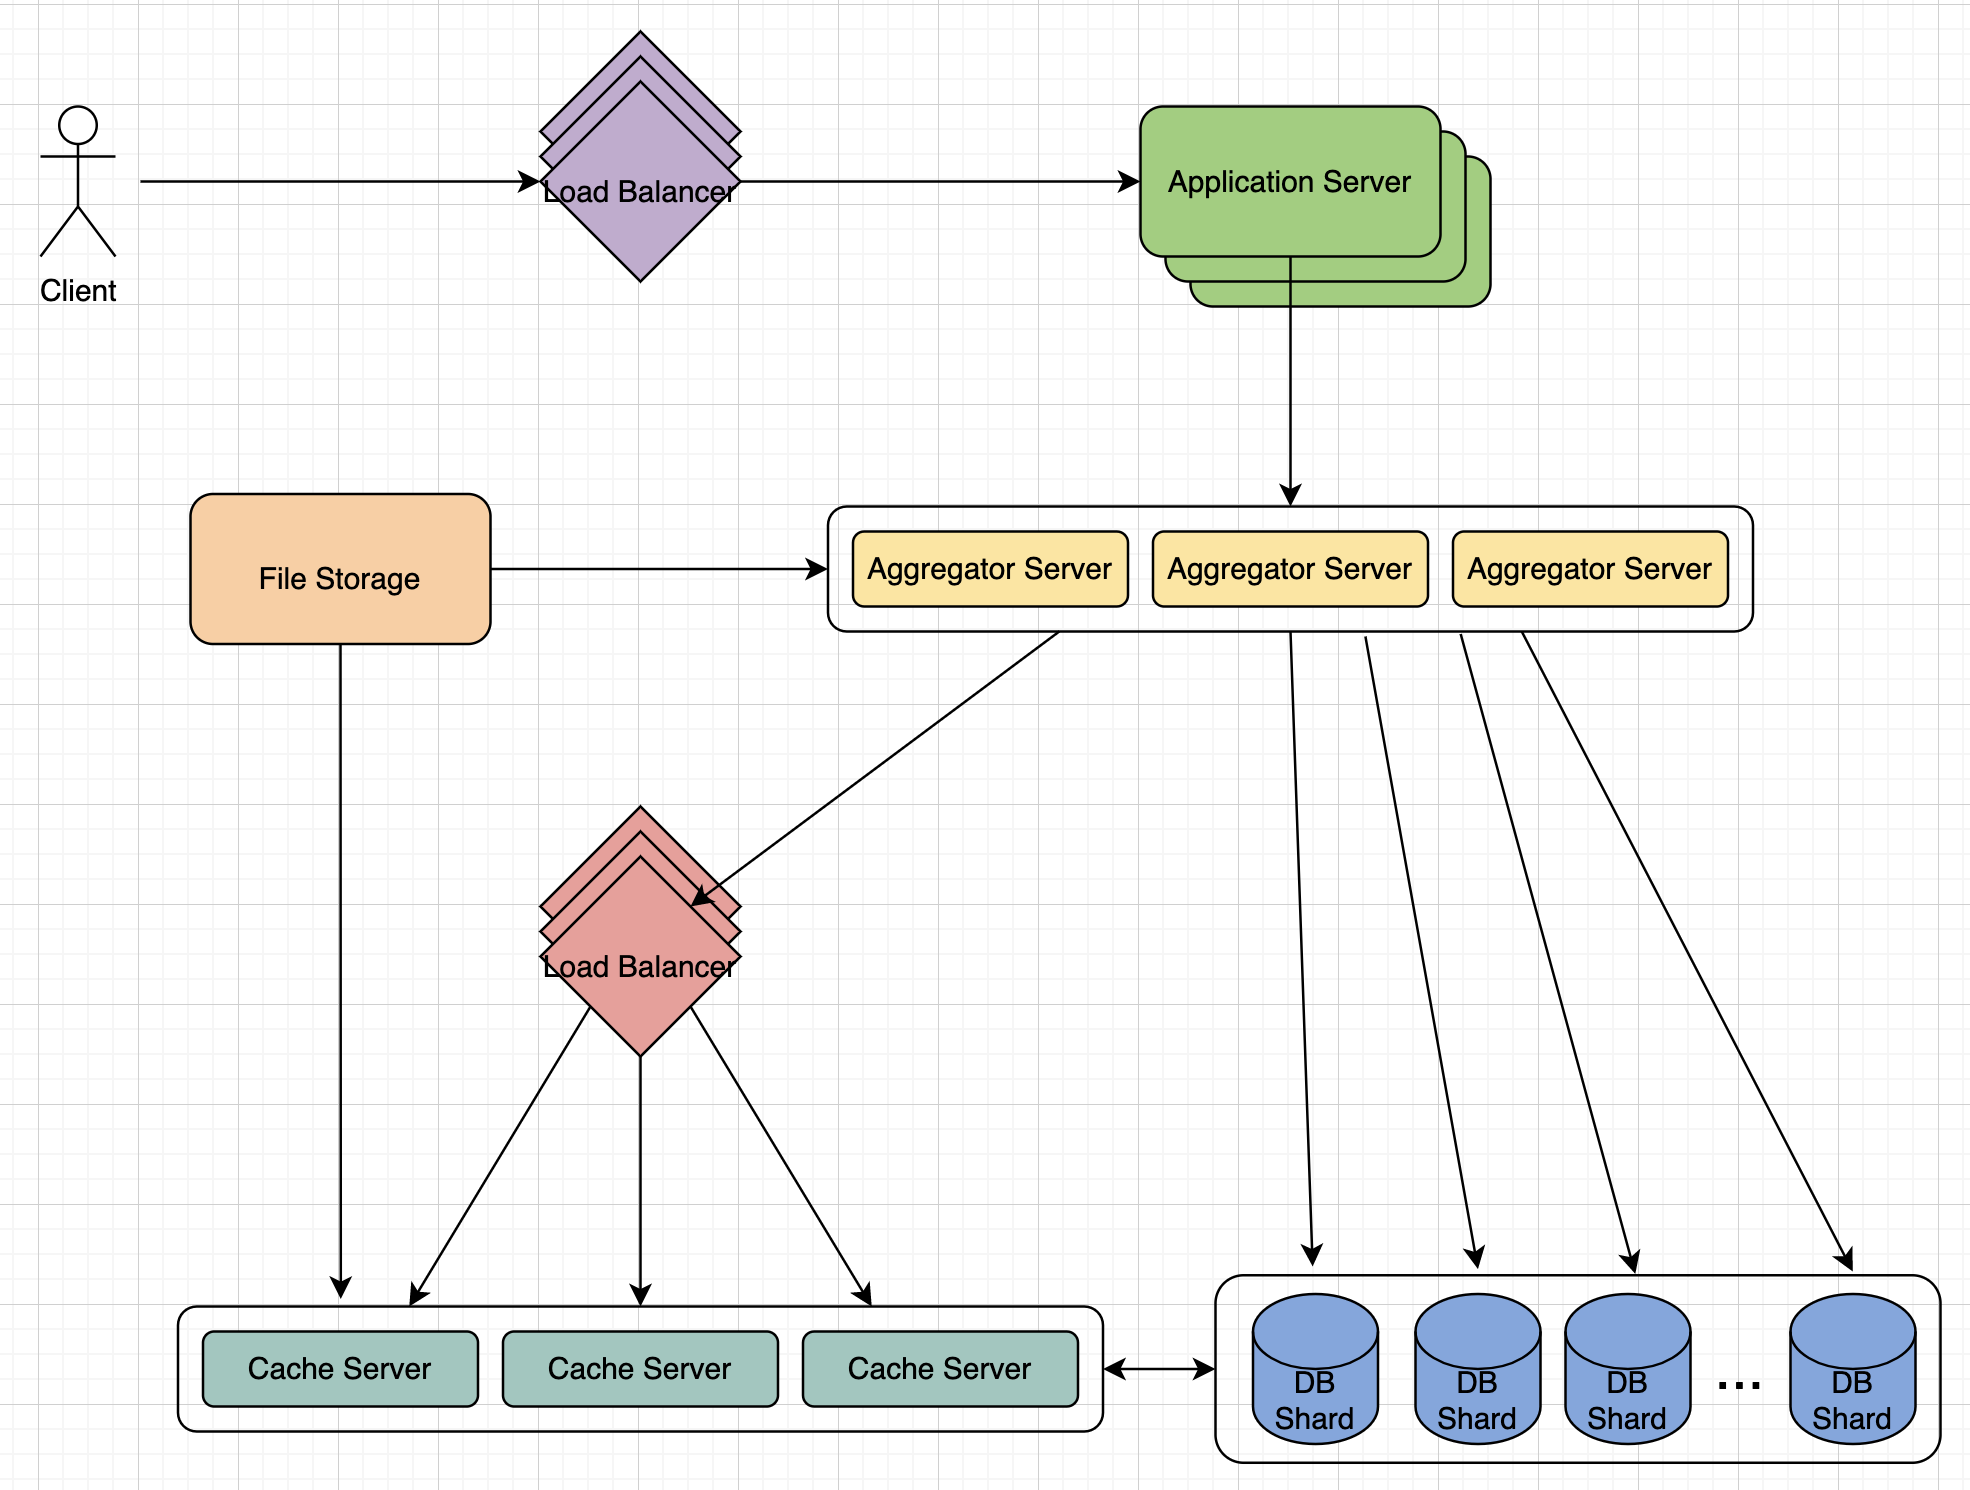 Load Balancer
Application Server
Client
File Storage
Aggregator Server
Aggregator Server
Aggregator Server
Load Balancer
Cache Server
Cache Server
Cache Server
DB
Shard
DB
Shard
DB
Shard
...
DB
Shard